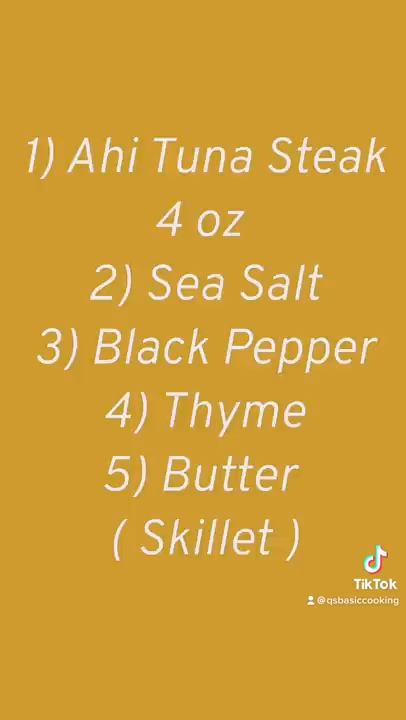 1) Ahi Tuna Steak
4 oz
2) Sea Salt
3) Black Pepper
4) Thyme
5) Butter
( Skillet )
TikTok
@qsbasiccooking